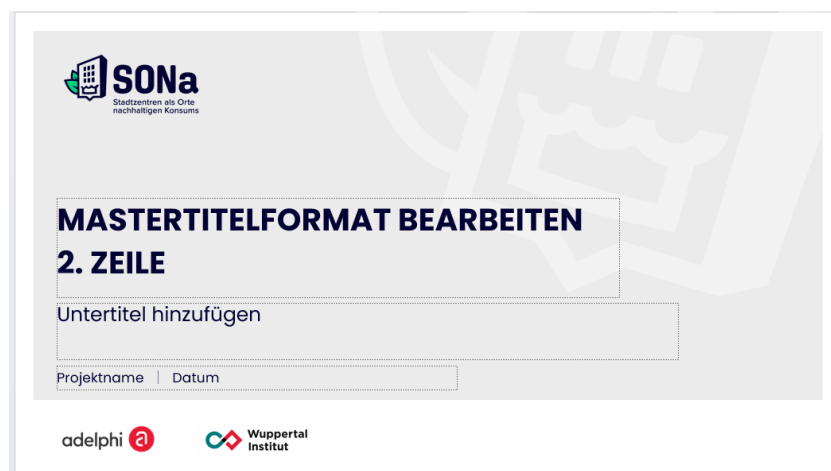 SONa
Stadtzentren als Orte
nachhaltigen Konsums
MASTERTITELFORMAT BEARBEITEN
2. ZEILE
Untertitel hinzufügen
Projektname | Datum
adelphi a
Wuppertal
Institut